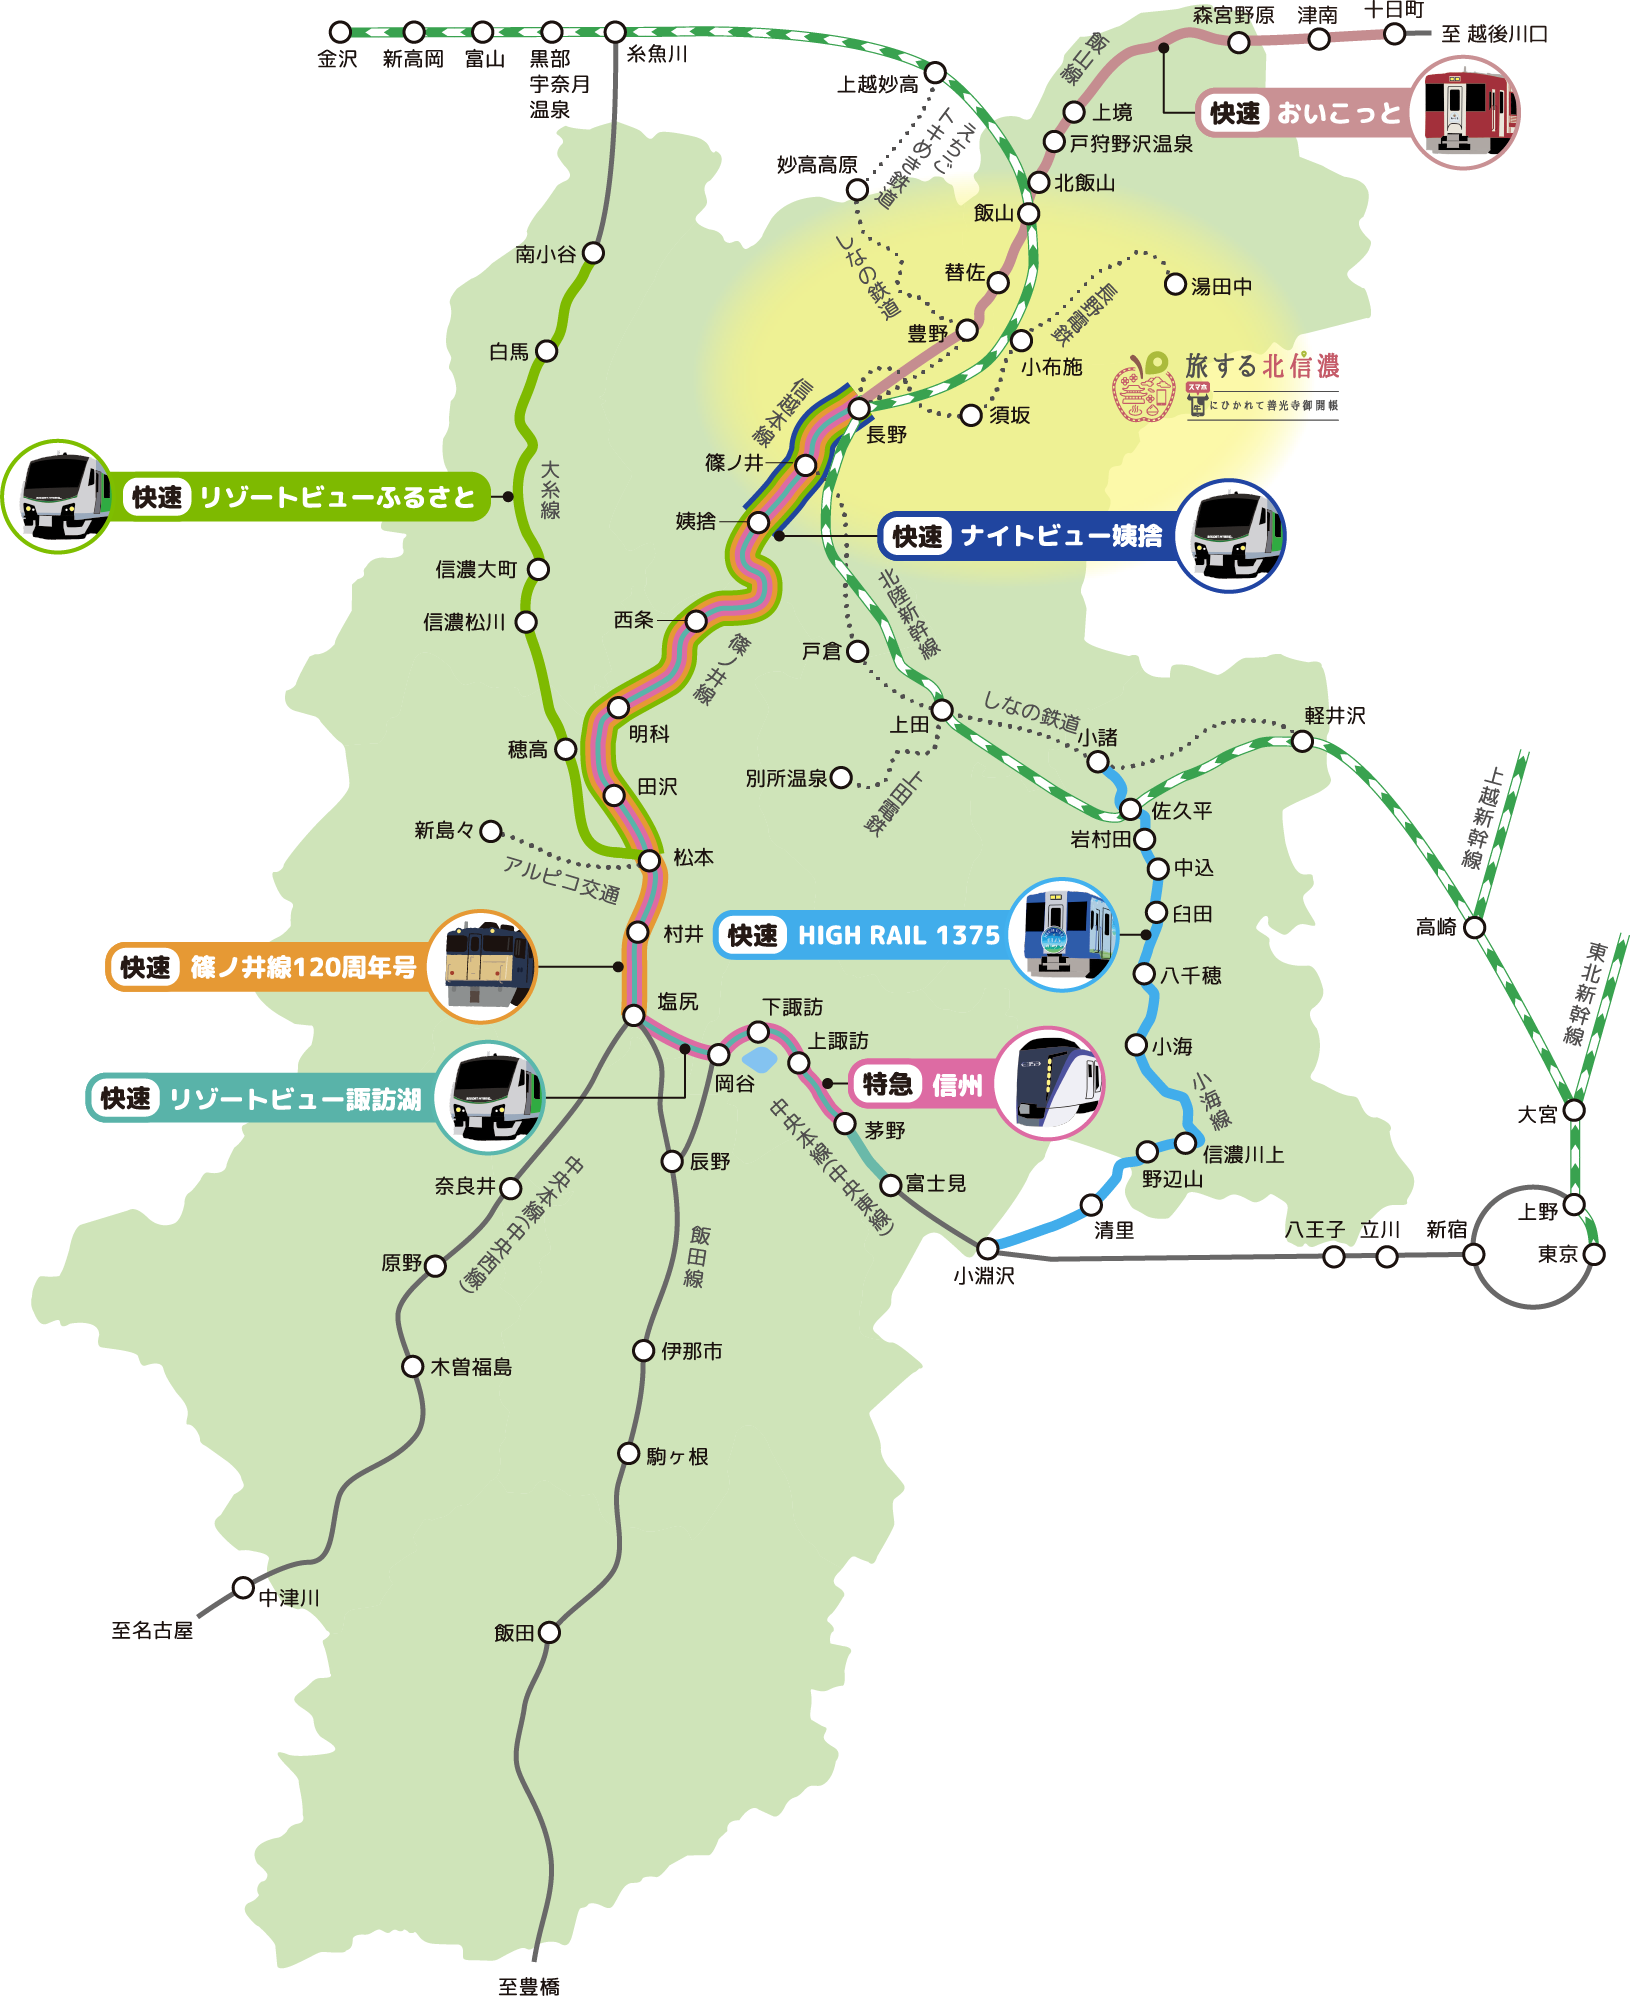 金沢
新高岡
富山
黒部
宇奈月
温泉
糸魚川
上越妙高
森宮野原
津南
十日町
至 越後川口
飯山線
快速 おいこっと
上境
戸狩野沢温泉
北飯山
飯山
えちご
トキめき鉄道
妙高高原
しなの鉄道
替佐
豊野
湯田中
長野電鉄
小布施
須坂
旅する北信濃
スマホ
牛
にひかれて善光寺御開帳
南小谷
白馬
信越本線
長野
篠ノ井
姨捨
快速 リゾートビューふるさと
大糸線
快速 ナイトビュー姨捨
信濃大町
信濃松川
西条
篠ノ井線
北陸新幹線
戸倉
上田
しなの鉄道
小諸
軽井沢
明科
穂高
田沢
別所温泉
上田電鉄
佐久平
岩村田
中込
臼田
上越新幹線
新島々
アルピコ交通
松本
村井
快速 HIGH RAIL 1375
高崎
東北新幹線
快速 篠ノ井線120周年号
八千穂
塩尻
下諏訪
上諏訪
小海
岡谷
特急 信州
快速 リゾートビュー諏訪湖
小海線
茅野
中央本線(中央東線)
大宮
辰野
富士見
信濃川上
野辺山
奈良井
中央本線(中央西線)
清里
八王子
立川
新宿
上野
東京
小淵沢
原野
飯田線
伊那市
木曽福島
駒ヶ根
中津川
至名古屋
飯田
至豊橋